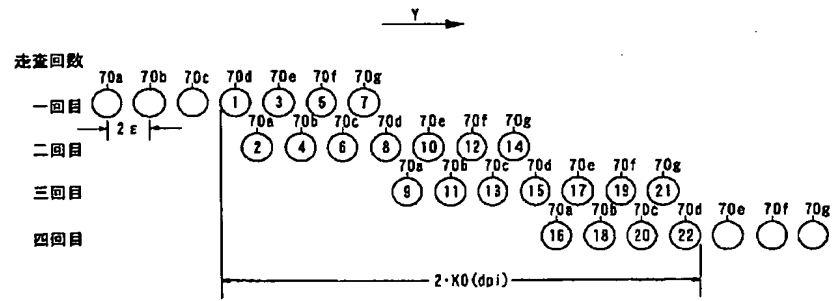 Y
走査回数
70a 70b 70c 70d 70e 70f 70g
一回目 1 3 5 7
2ε
70a 70b 70c 70d 70e 70f 70g
二回目 2 4 6 8 10 12 14
70a 70b 70c 70d 70e 70f 70g
三回目 9 11 13 15 17 19 21
70a 70b 70c 70d 70e 70f 70g
四回目 16 18 20 22
2・X0(dpi)